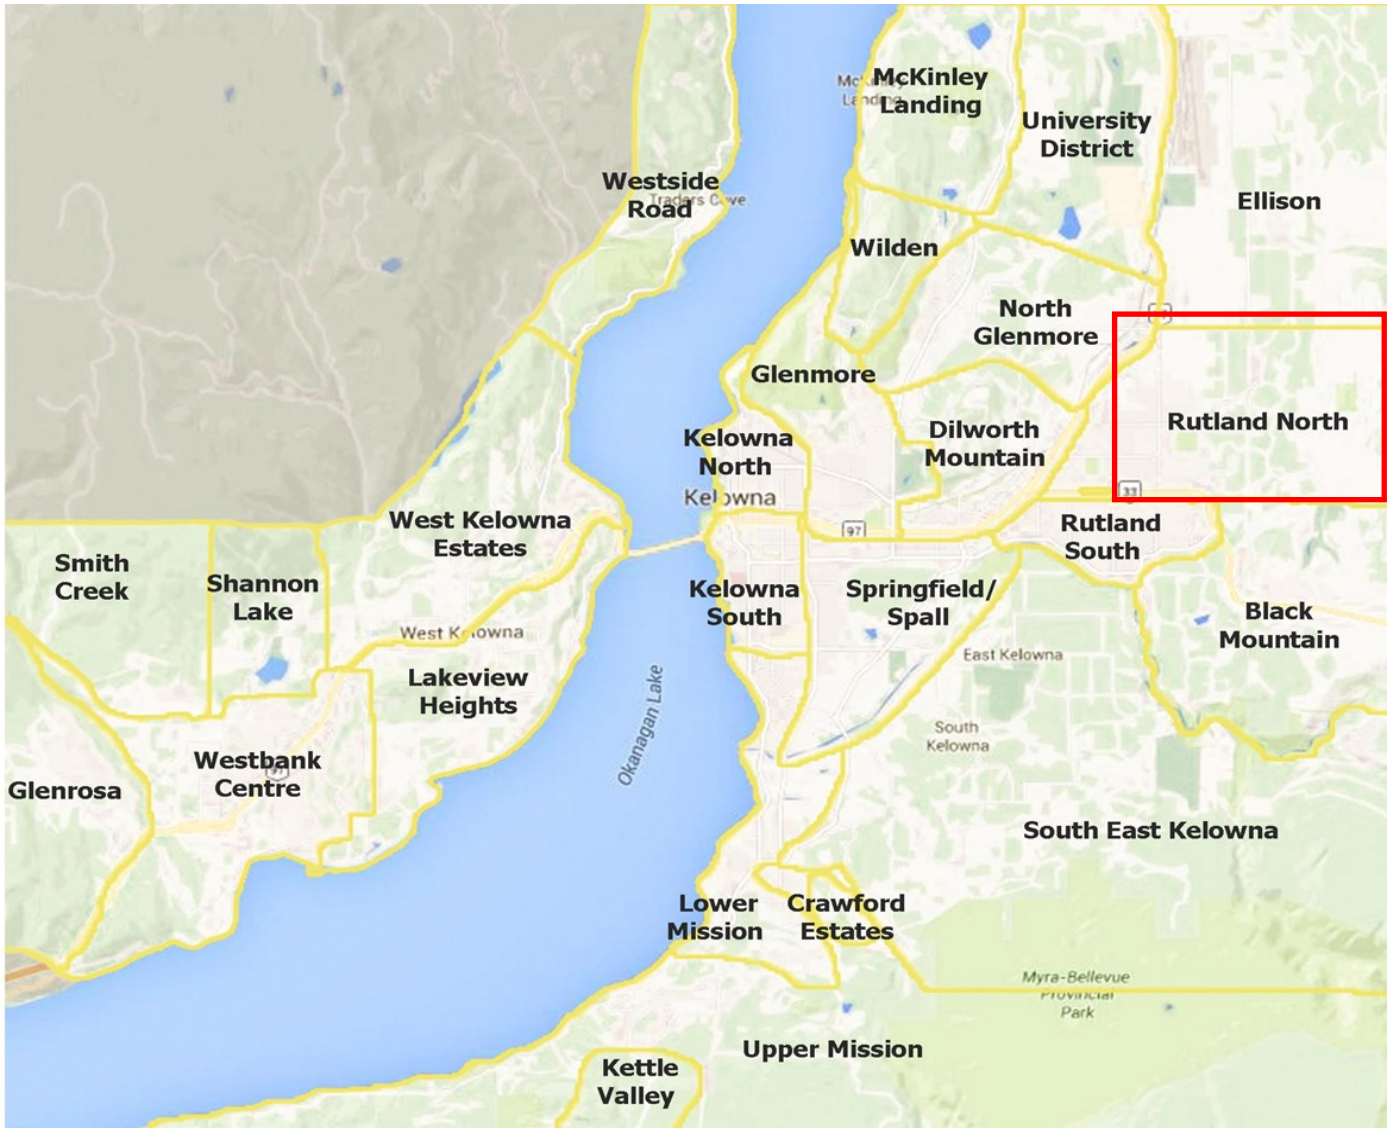 McKinley
Landing
McKinley
Landing
University
District
Westside
Road
Traders Cove
Ellison
Wilden
North
Glenmore
Glenmore
Rutland North
Dilworth
Mountain
Kelowna
North
Kelowna
33
97
West Kelowna
Estates
Rutland
South
Smith
Creek
Shannon
Lake
Kelowna
South
Springfield/
Spall
Black
Mountain
West Kelowna
East Kelowna
Lakeview
Heights
Okanagan Lake
South
Kelowna
Westbank
Centre
97
Glenrosa
South East Kelowna
Lower
Mission
Crawford
Estates
Myra-Bellevue
Provincial
Park
Upper Mission
Kettle
Valley